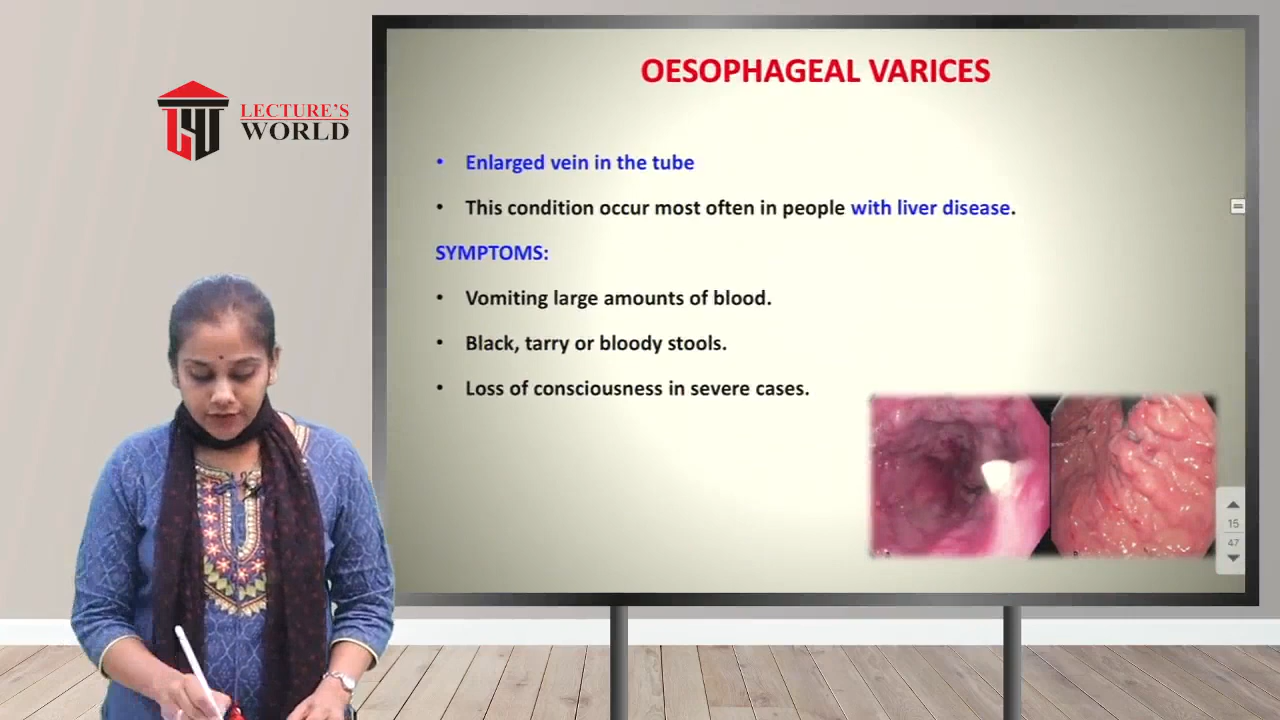 LECTURE'S
WORLD
OESOPHAGEAL VARICES
• Enlarged vein in the tube
• This condition occur most often in people with liver disease.
SYMPTOMS:
• Vomiting large amounts of blood.
• Black, tarry or bloody stools.
• Loss of consciousness in severe cases.
15
47